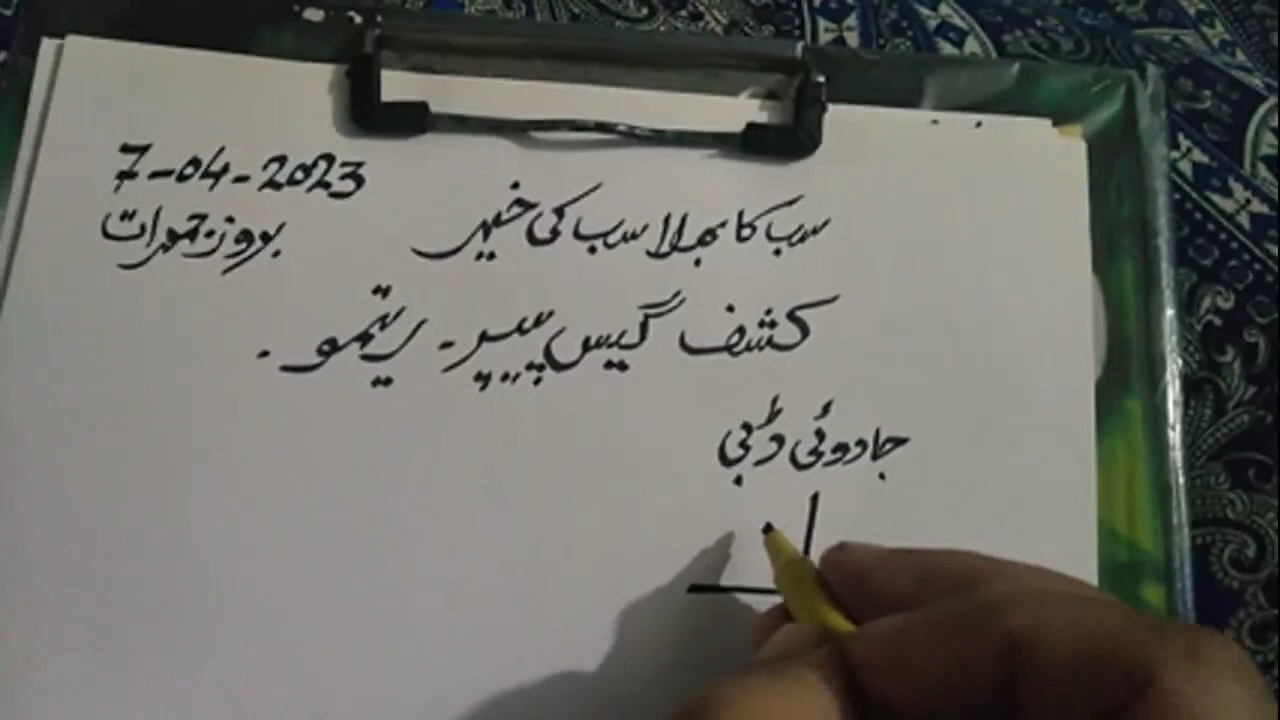 7-04-2023
بروز جمعرات
سب کا بھلا سب کی خیر
کشف گیس پیپر۔ ریتمو۔
جادوئی ڈبی